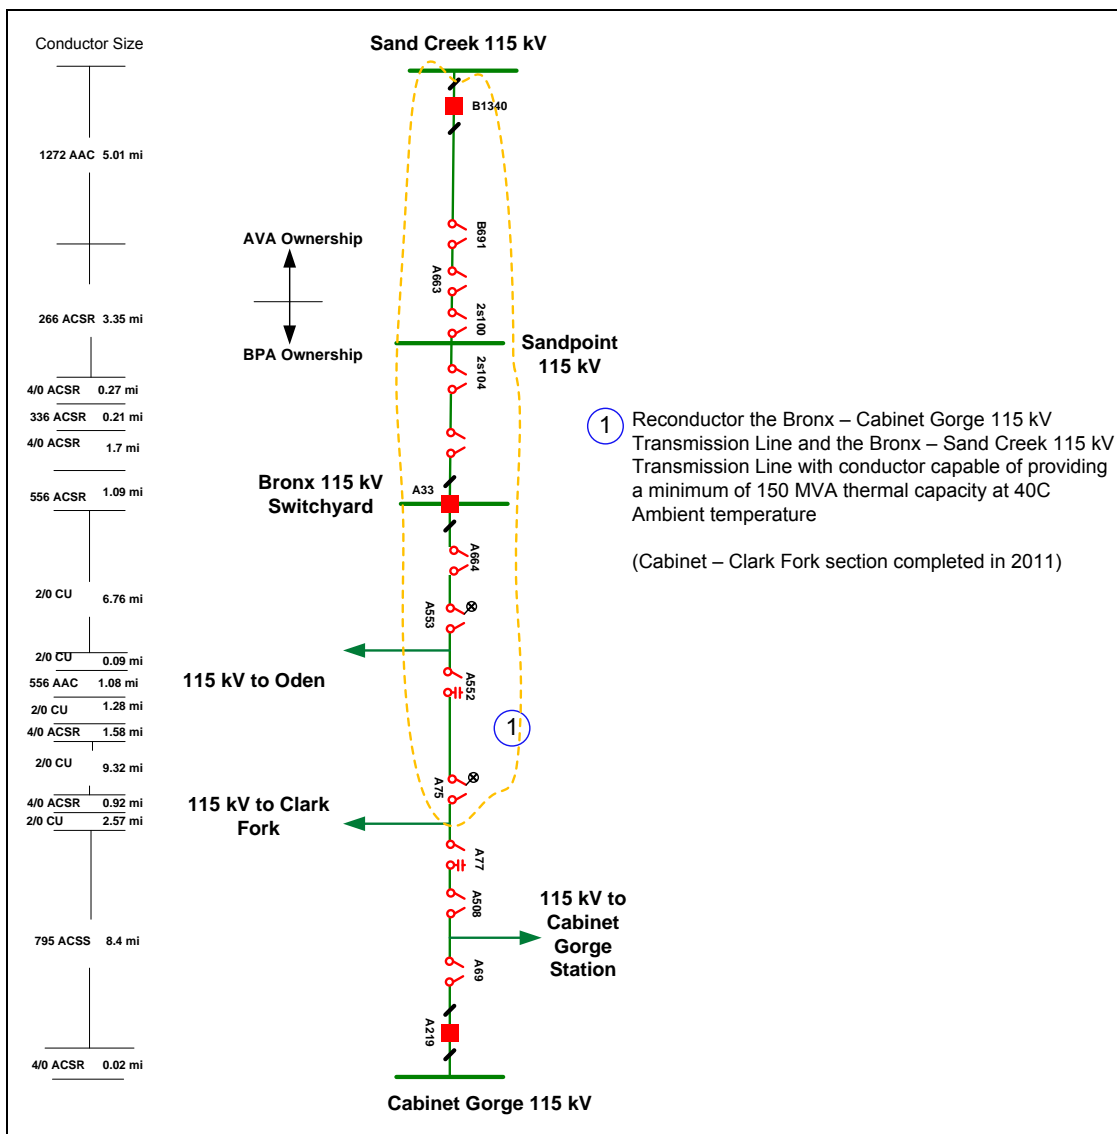 Conductor Size
1272 AAC 5.01 mi
266 ACSR 3.35 mi
4/0 ACSR 0.27 mi
336 ACSR 0.21 mi
4/0 ACSR 1.7 mi
556 ACSR 1.09 mi
2/0 CU 6.76 mi
2/0 CU 0.09 mi
556 AAC 1.08 mi
2/0 CU 1.28 mi
4/0 ACSR 1.58 mi
2/0 CU 9.32 mi
4/0 ACSR 0.92 mi
2/0 CU 2.57 mi
795 ACSS 8.4 mi
4/0 ACSR 0.02 mi
AVA Ownership
BPA Ownership
Sand Creek 115 kV
B1340
B691
A663
2s100
Sandpoint
115 kV
2s104
Bronx 115 kV
Switchyard
A33
A664
A553
115 kV to Oden
A552
1
A75
115 kV to Clark
Fork
A77
A508
115 kV to
Cabinet
Gorge
Station
A69
A219
Cabinet Gorge 115 kV
1
Reconductor the Bronx – Cabinet Gorge 115 kV
Transmission Line and the Bronx – Sand Creek 115 kV
Transmission Line with conductor capable of providing
a minimum of 150 MVA thermal capacity at 40C
Ambient temperature
(Cabinet – Clark Fork section completed in 2011)